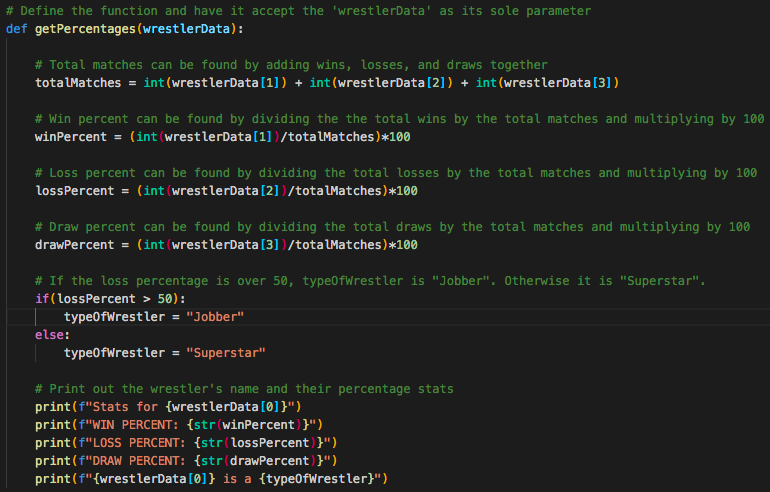 # Define the function and have it accept the 'wrestlerData' as its sole parameter
def getPercentages(wrestlerData):
    # Total matches can be found by adding wins, losses, and draws together
    totalMatches = int(wrestlerData[1]) + int(wrestlerData[2]) + int(wrestlerData[3])
    # Win percent can be found by dividing the the total wins by the total matches and multiplying by 100
    winPercent = (int(wrestlerData[1])/totalMatches)*100
    # Loss percent can be found by dividing the total losses by the total matches and multiplying by 100
    lossPercent = (int(wrestlerData[2])/totalMatches)*100
    # Draw percent can be found by dividing the total draws by the total matches and multiplying by 100
    drawPercent = (int(wrestlerData[3])/totalMatches)*100
    # If the loss percentage is over 50, typeOfWrestler is "Jobber". Otherwise it is "Superstar".
    if(lossPercent > 50):
        typeOfWrestler = "Jobber"
    else:
        typeOfWrestler = "Superstar"
    # Print out the wrestler's name and their percentage stats
    print(f"Stats for {wrestlerData[0]}")
    print(f"WIN PERCENT: {str(winPercent)}")
    print(f"LOSS PERCENT: {str(lossPercent)}")
    print(f"DRAW PERCENT: {str(drawPercent)}")
    print(f"{wrestlerData[0]} is a {typeOfWrestler}")